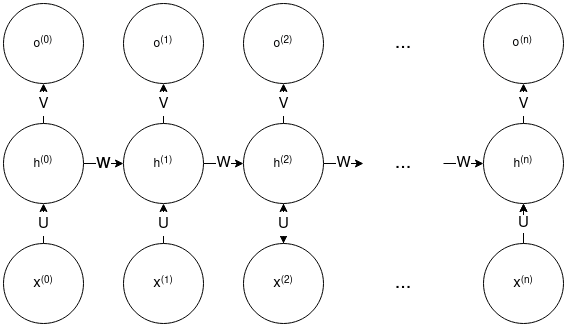 o(0) o(1) o(2) ... o(n)
V V V V
h(0) W h(1) W h(2) W ... W h(n)
U U U U
x(0) x(1) x(2) ... x(n)